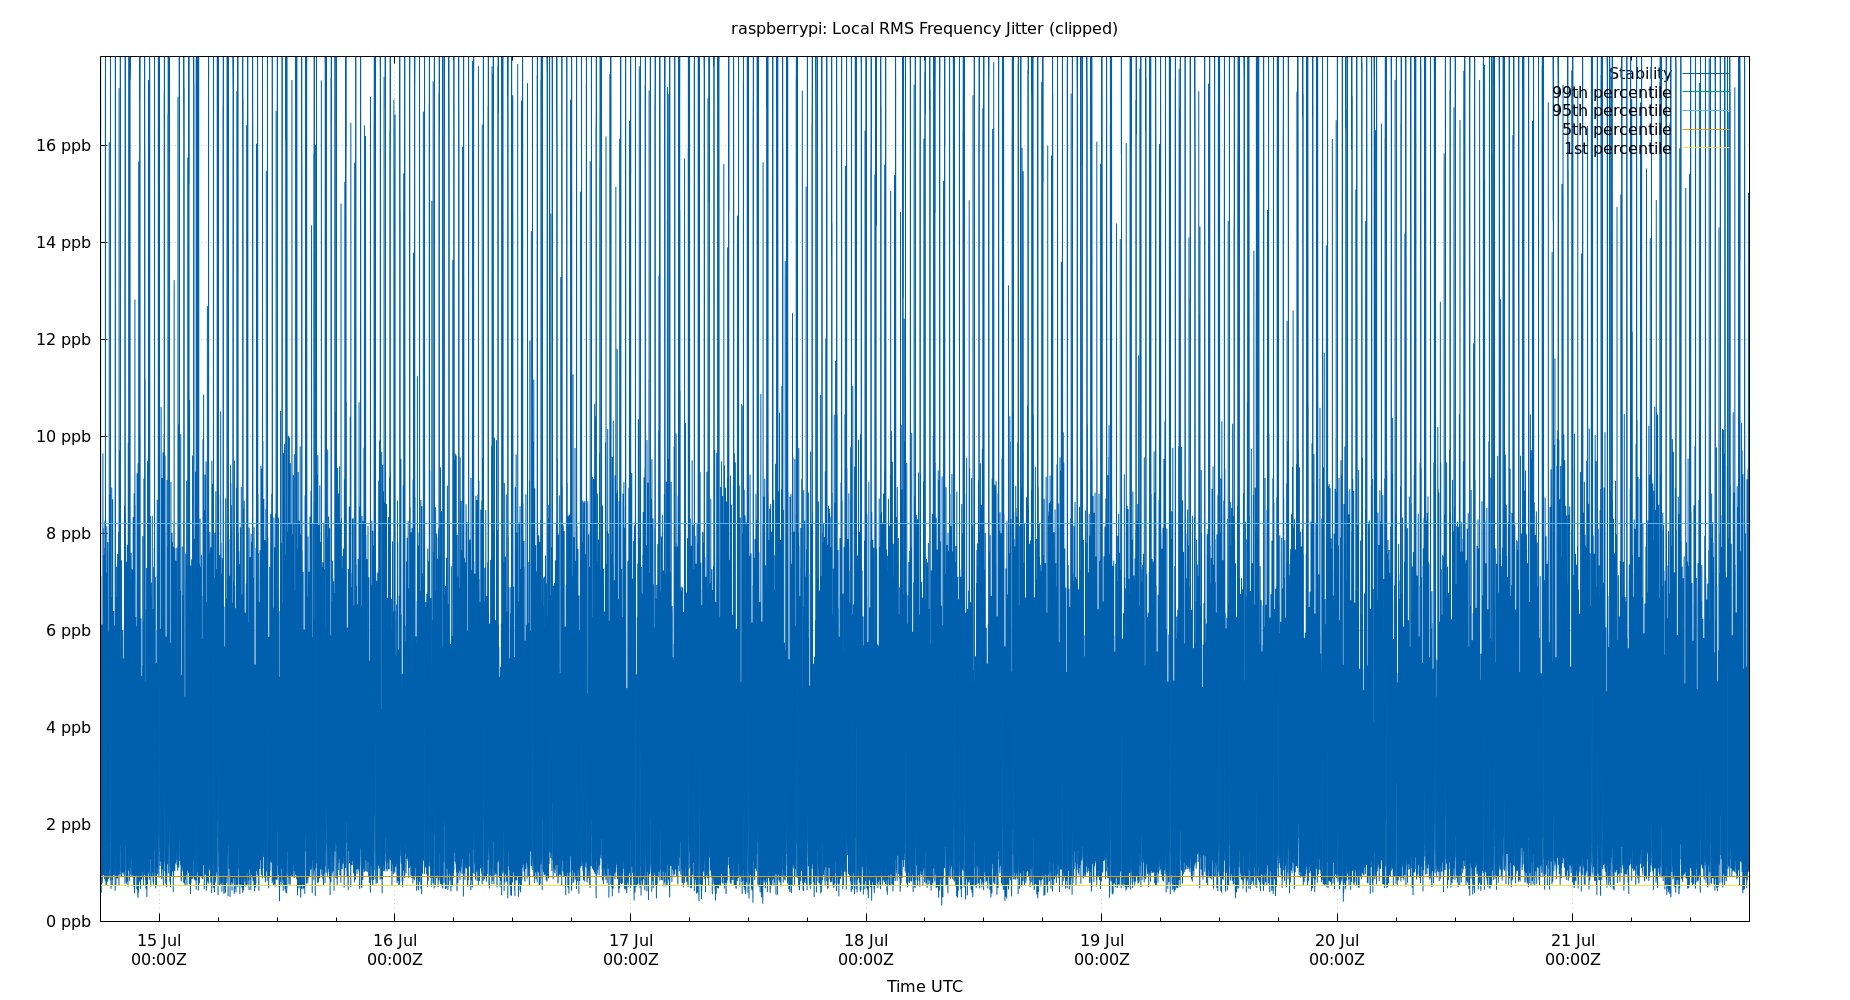 raspberrypi: Local RMS Frequency Jitter (clipped)
Stability
99th percentile
95th percentile
5th percentile
1st percentile
16 ppb
14 ppb
12 ppb
10 ppb
8 ppb
6 ppb
4 ppb
2 ppb
0 ppb
15 Jul 16 Jul 17 Jul 18 Jul 19 Jul 20 Jul 21 Jul
00:00Z 00:00Z 00:00Z 00:00Z 00:00Z 00:00Z 00:00Z
Time UTC